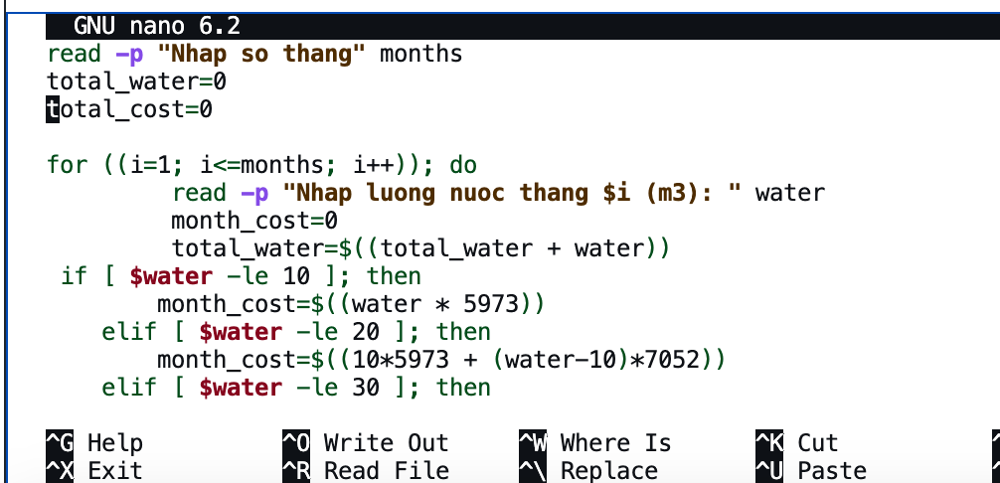 GNU nano 6.2
read -p "Nhap so thang" months
total_water=0
total_cost=0
for ((i=1; i<=months; i++)); do
read -p "Nhap luong nuoc thang $i (m3): " water
month_cost=0
total_water=$((total_water + water))
if [ $water -le 10 ]; then
month_cost=$((water * 5973))
elif [ $water -le 20 ]; then
month_cost=$((10*5973 + (water-10)*7052))
elif [ $water -le 30 ]; then
^G Help ^O Write Out ^W Where Is ^K Cut
^X Exit ^R Read File ^\ Replace ^U Paste